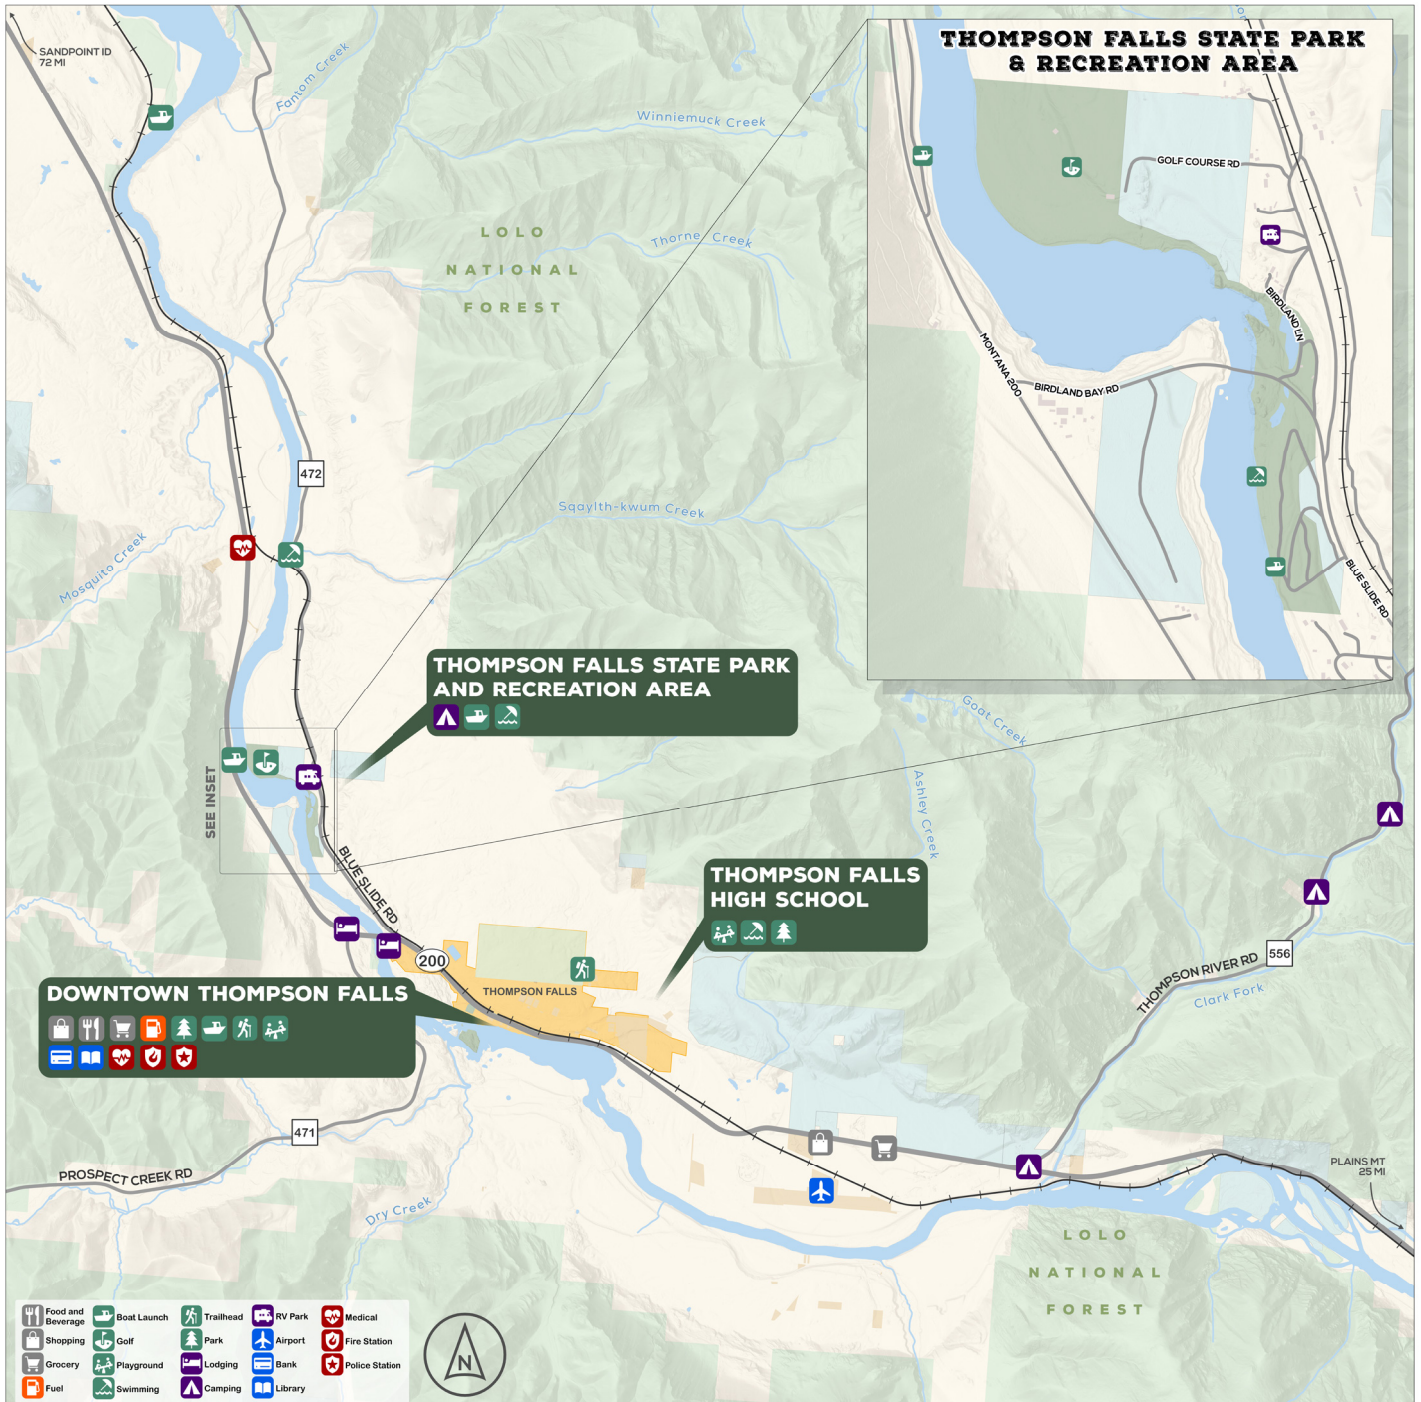 SANDPOINT ID
72 MI
Fantom Creek
Winniemuck Creek
LOLO
NATIONAL
FOREST
Thorne Creek
472
Sqaylth-kwum Creek
Mosquito Creek
THOMPSON FALLS STATE PARK
& RECREATION AREA
GOLF COURSE RD
BIRDLAND LN
MONTANA 200
BIRDLAND BAY RD
BLUE SLIDE RD
THOMPSON FALLS STATE PARK
AND RECREATION AREA
Goat Creek
Ashley Creek
SEE INSET
BLUE SLIDE RD
THOMPSON FALLS
HIGH SCHOOL
200
THOMPSON FALLS
556
THOMPSON RIVER RD
Clark Fork
DOWNTOWN THOMPSON FALLS
471
PROSPECT CREEK RD
Dry Creek
PLAINS MT
25 MI
LOLO
NATIONAL
FOREST
Food and
Beverage
Shopping
Grocery
Fuel
Boat Launch
Golf
Playground
Swimming
Trailhead
Park
Lodging
Camping
RV Park
Airport
Bank
Library
Medical
Fire Station
Police Station
N